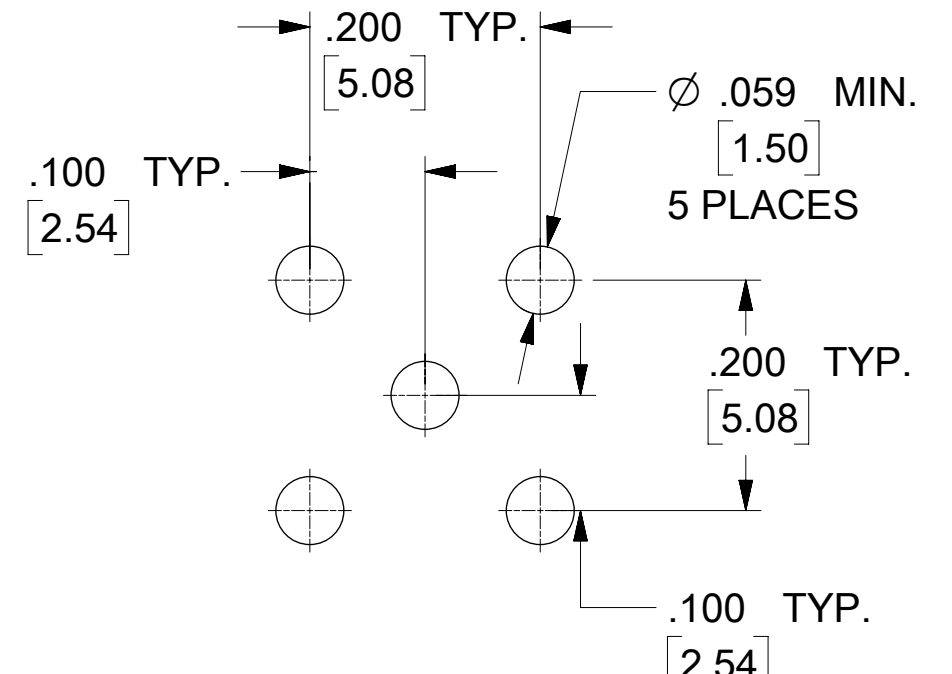 .200 TYP.
[5.08]
Ø .059 MIN.
[1.50]
5 PLACES
.100 TYP.
[2.54]
.200 TYP.
[5.08]
.100 TYP.
[2.54]